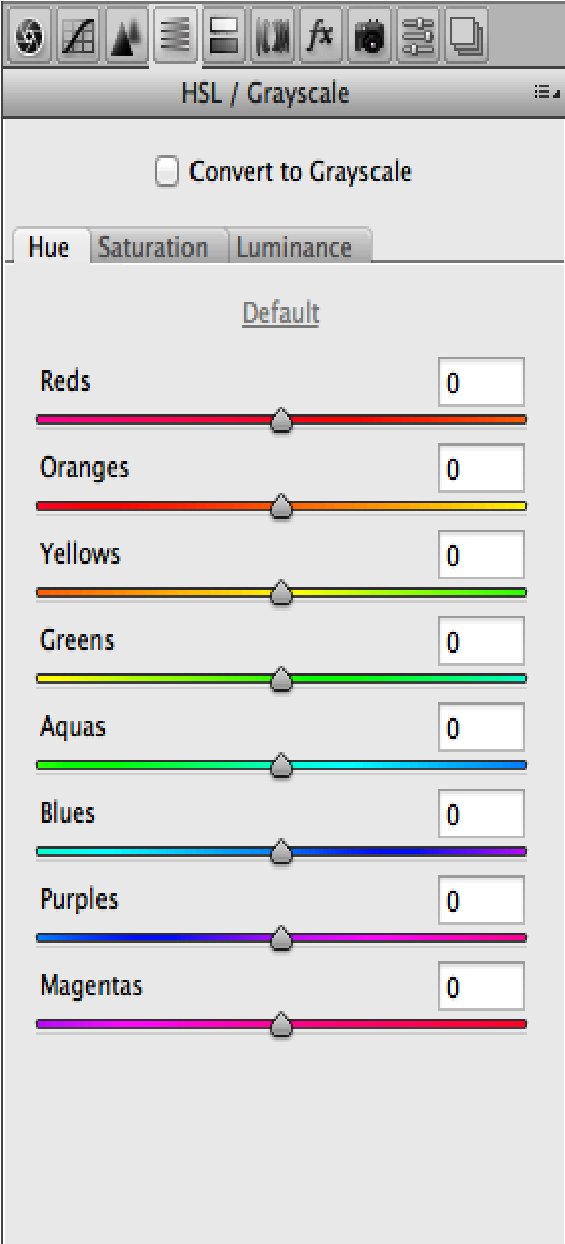 fx
HSL / Grayscale
Convert to Grayscale
Hue Saturation Luminance
Default
Reds 0
Oranges 0
Yellows 0
Greens 0
Aquas 0
Blues 0
Purples 0
Magentas 0